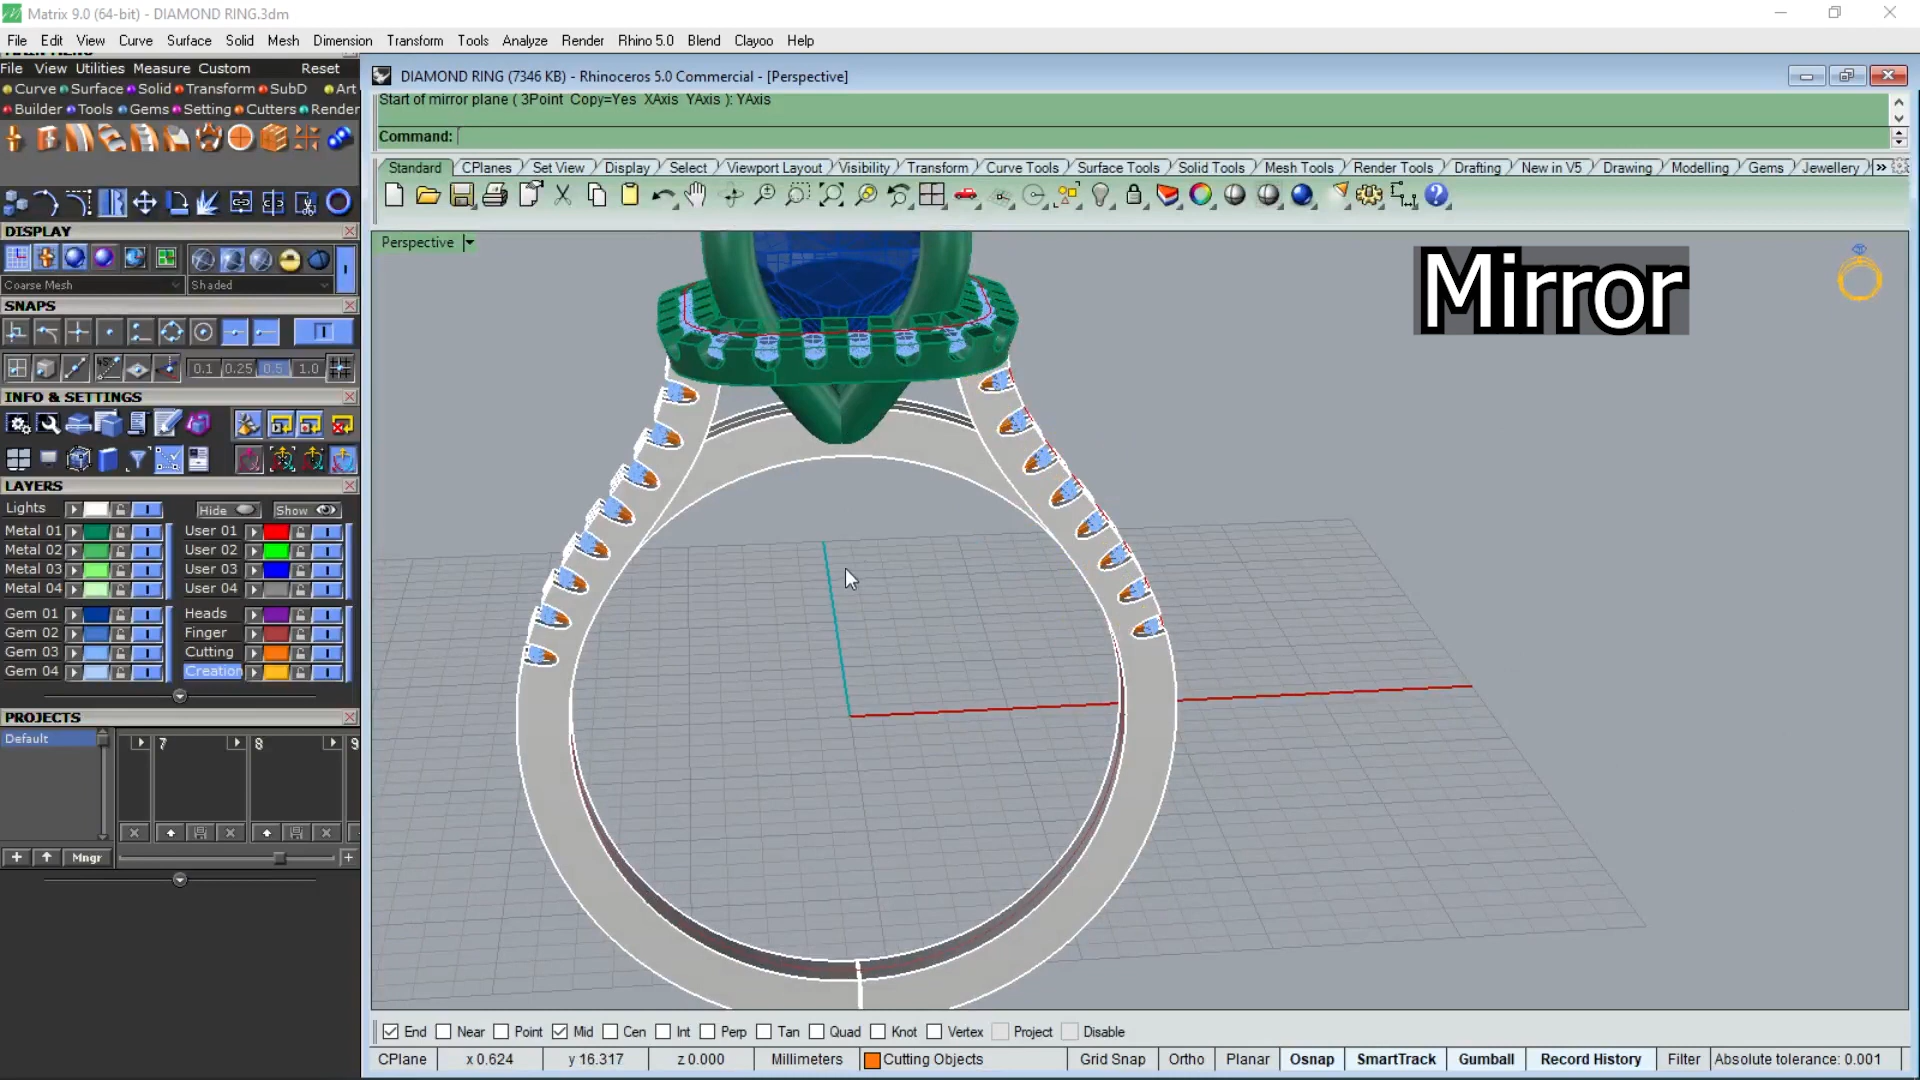 Matrix 9.0 (64-bit) - DIAMOND RING.3dm
File Edit View Curve Surface Solid Mesh Dimension Transform Tools Analyze Render Rhino 5.0 Blend Clayoo Help
File View Utilities Measure Custom Reset
Curve Surface Solid Transform SubD Art
Builder Tools Gems Setting Cutters Render
DISPLAY
Coarse Mesh Shaded
SNAPS
0.1 0.25 0.5 1.0
INFO & SETTINGS
LAYERS
Lights Hide Show
Metal 01 User 01
Metal 02 User 02
Metal 03 User 03
Metal 04 User 04
Gem 01 Heads
Gem 02 Finger
Gem 03 Cutting
Gem 04 Creation
PROJECTS
Default 7 8 9
Mngr
DIAMOND RING (7346 KB) - Rhinoceros 5.0 Commercial - [Perspective]
Start of mirror plane ( 3Point Copy=Yes XAxis YAxis ): YAxis
Command:
Standard CPlanes Set View Display Select Viewport Layout Visibility Transform Curve Tools Surface Tools Solid Tools Mesh Tools Render Tools Drafting New in V5 Drawing Modelling Gems Jewellery
Perspective
Mirror
End Near Point Mid Cen Int Perp Tan Quad Knot Vertex Project Disable
CPlane x 0.624 y 16.317 z 0.000 Millimeters Cutting Objects Grid Snap Ortho Planar Osnap SmartTrack Gumball Record History Filter Absolute tolerance: 0.001